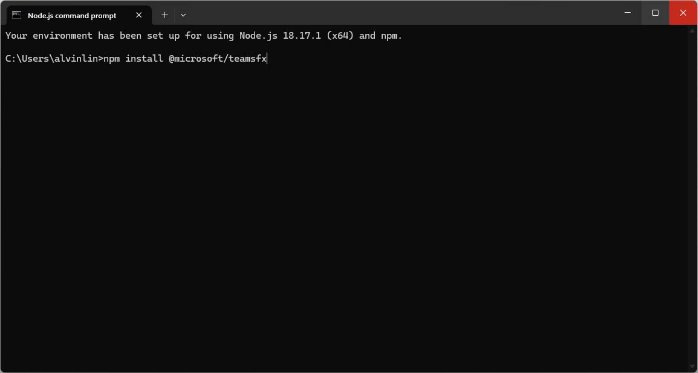 Node.js command prompt
Your environment has been set up for using Node.js 18.17.1 (x64) and npm.
C:\Users\alvinlin>npm install @microsoft/teamsfx